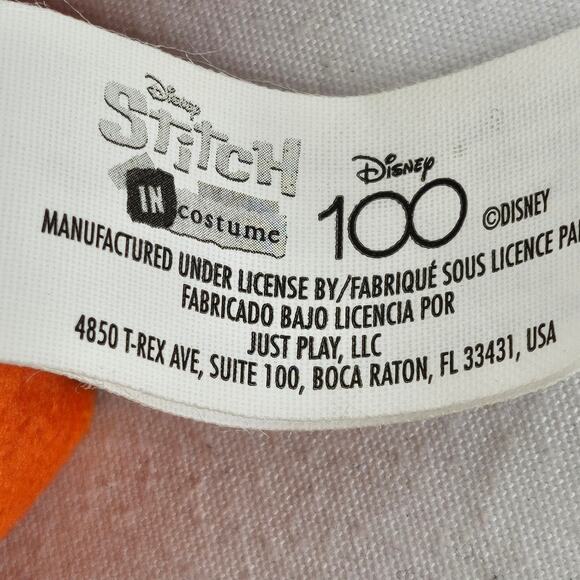 Disney
Stitch
IN costume
Disney
100
©DISNEY
MANUFACTURED UNDER LICENSE BY/FABRIQUÉ SOUS LICENCE PA
FABRICADO BAJO LICENCIA POR
JUST PLAY, LLC
4850 T-REX AVE, SUITE 100, BOCA RATON, FL 33431, USA